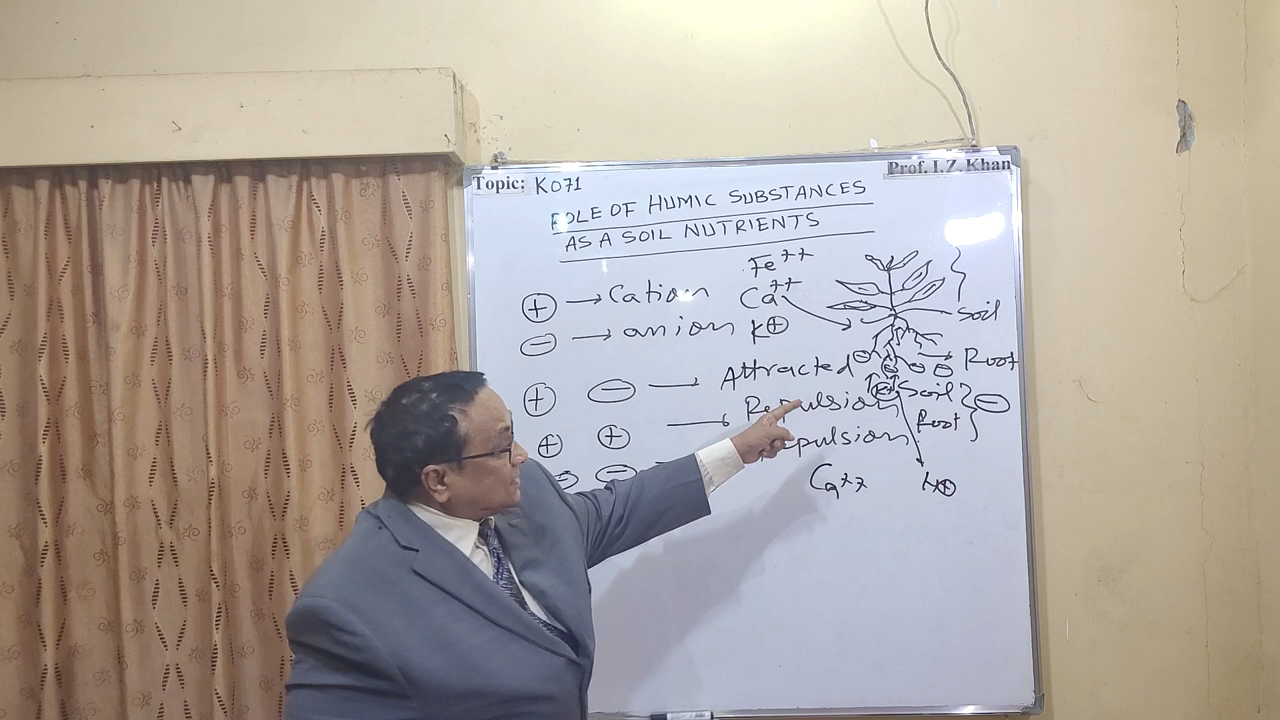 Topic: K071
Prof. I.Z. Khan
ROLE OF HUMIC SUBSTANCES
AS A SOIL NUTRIENTS
Fe++
⊕ → Cation Ca++
⊖ → anion K⊕
Soil
⊕ ⊖ → Attracted ⊖ ⊖ ⊖ ⊖ → Root
⊕ ⊕ → Repulsion ⊕ Soil } ⊖
⊖ ⊖ Repulsion Root
Ca++ K⊕